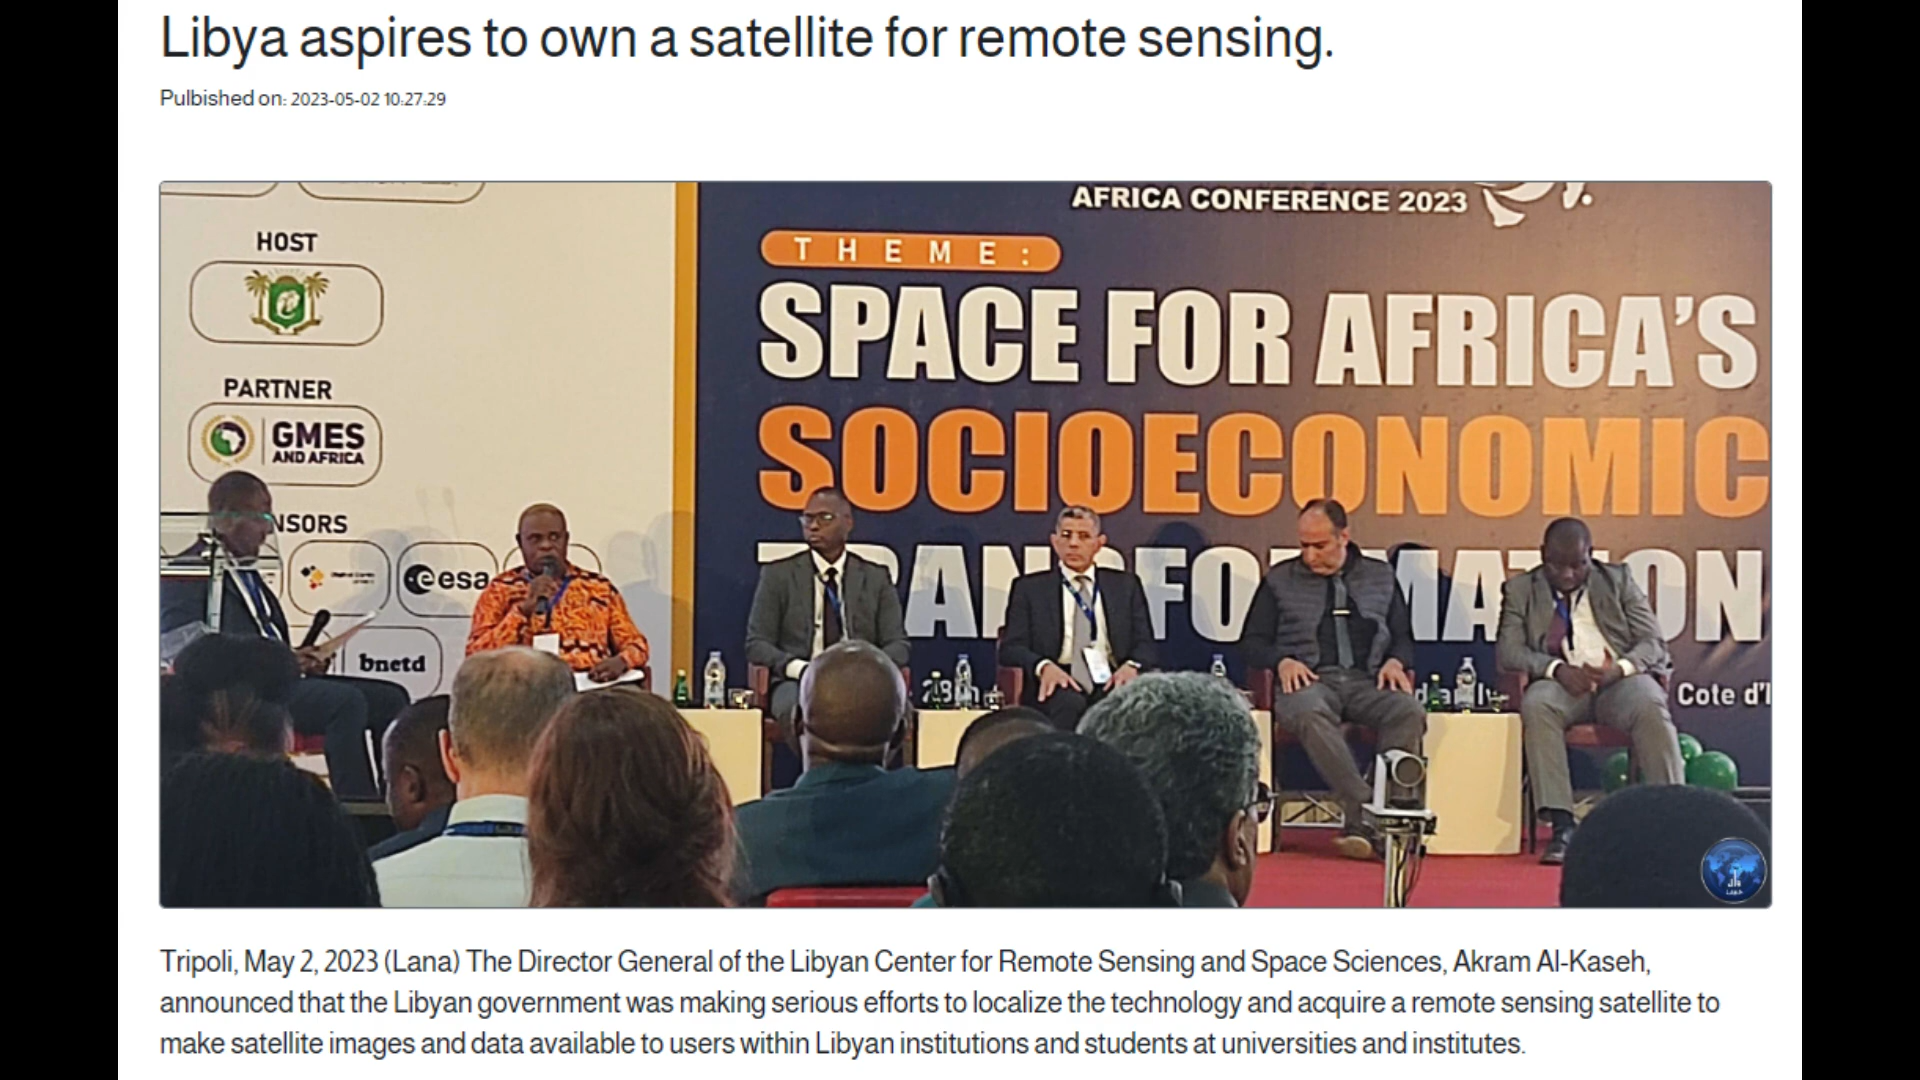 Libya aspires to own a satellite for remote sensing.
Pulbished on: 2023-05-02 10:27:29
AFRICA CONFERENCE 2023
THEME:
SPACE FOR AFRICA'S
SOCIOECONOMIC
HOST
PARTNER
GMES
AND AFRICA
NSORS
esa
bnetd
28th
Cote d'I
LANA
Tripoli, May 2, 2023 (Lana) The Director General of the Libyan Center for Remote Sensing and Space Sciences, Akram Al-Kaseh,
announced that the Libyan government was making serious efforts to localize the technology and acquire a remote sensing satellite to
make satellite images and data available to users within Libyan institutions and students at universities and institutes.